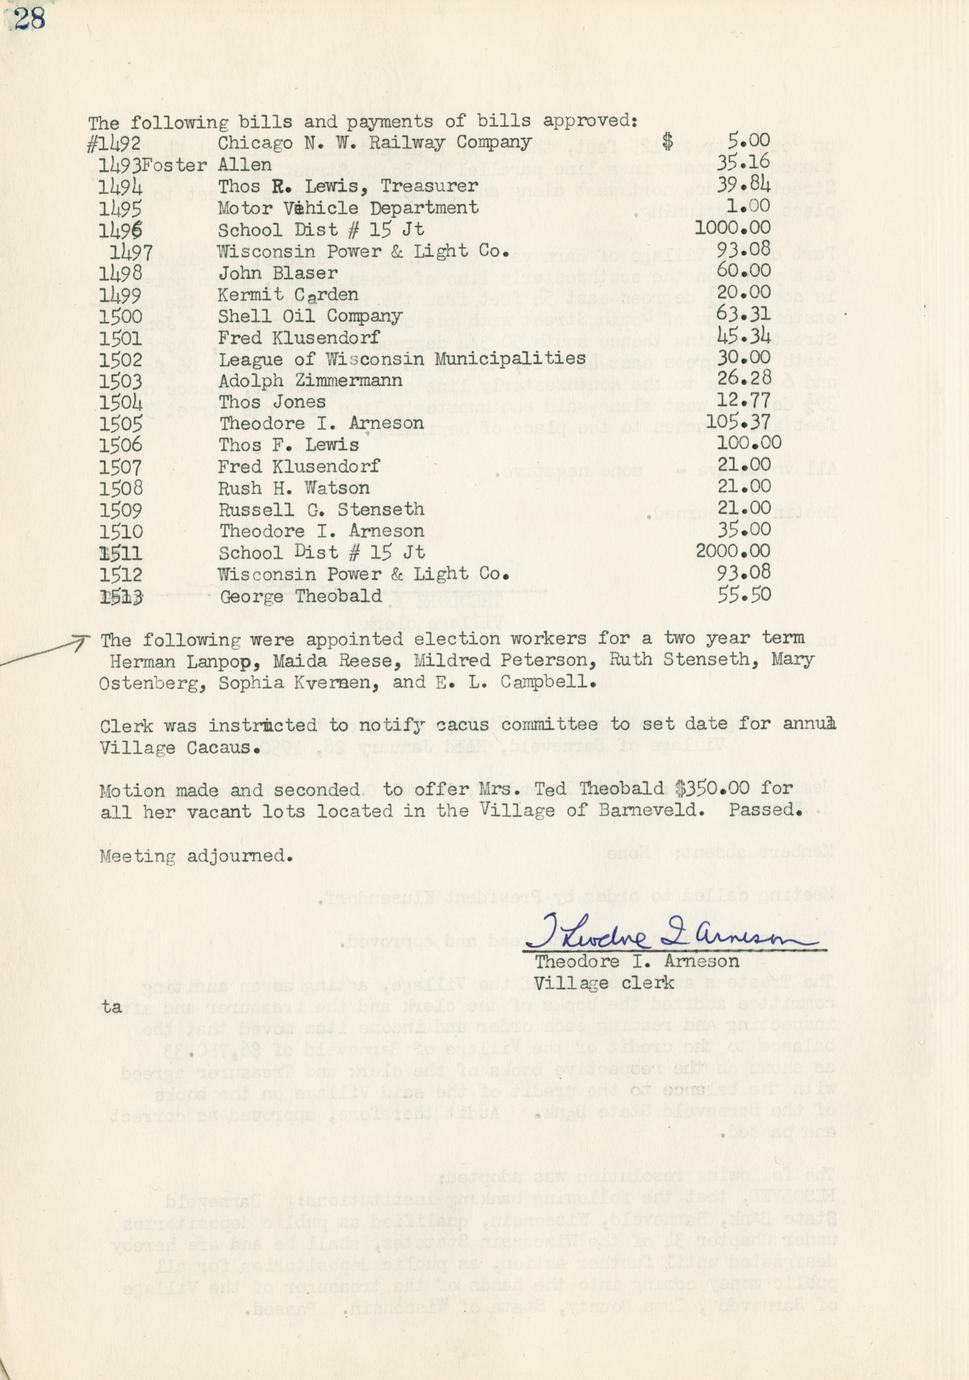 28
The following bills and payments of bills approved:
#1492 Chicago N. W. Railway Company $ 5.00
1493Foster Allen 35.16
1494 Thos R. Lewis, Treasurer 39.84
1495 Motor Vehicle Department 1.00
1496 School Dist # 15 Jt 1000.00
1497 Wisconsin Power & Light Co. 93.08
1498 John Blaser 60.00
1499 Kermit Carden 20.00
1500 Shell Oil Company 63.31
1501 Fred Klusendorf 45.34
1502 League of Wisconsin Municipalities 30.00
1503 Adolph Zimmermann 26.28
1504 Thos Jones 12.77
1505 Theodore I. Arneson 105.37
1506 Thos F. Lewis 100.00
1507 Fred Klusendorf 21.00
1508 Rush H. Watson 21.00
1509 Russell G. Stenseth 21.00
1510 Theodore I. Arneson 35.00
1511 School Dist # 15 Jt 2000.00
1512 Wisconsin Power & Light Co. 93.08
1513 George Theobald 55.50
The following were appointed election workers for a two year term
Herman Lanpop, Maida Reese, Mildred Peterson, Ruth Stenseth, Mary
Ostenberg, Sophia Kvernen, and E. L. Campbell.
Clerk was instructed to notify cacus committee to set date for annul
Village Cacaus.
Motion made and seconded to offer Mrs. Ted Theobald $350.00 for
all her vacant lots located in the Village of Barneveld. Passed.
Meeting adjourned.
Theodore I Arneson
Theodore I. Arneson
Village clerk
ta